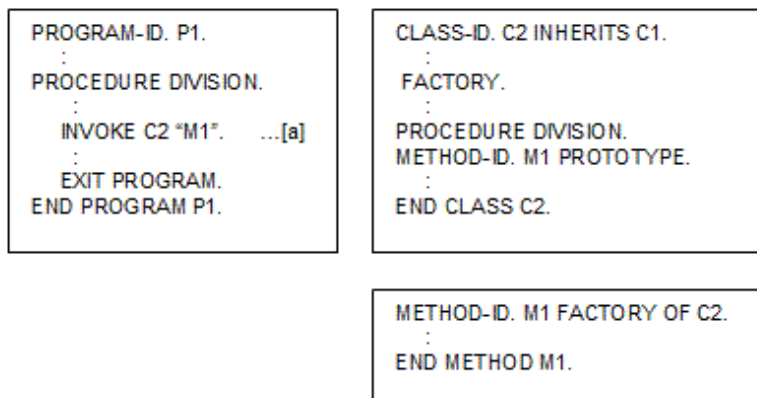 PROGRAM-ID. P1.
:
PROCEDURE DIVISION.
:
INVOKE C2 “M1”. ...[a]
:
EXIT PROGRAM.
END PROGRAM P1.
CLASS-ID. C2 INHERITS C1.
:
FACTORY.
:
PROCEDURE DIVISION.
METHOD-ID. M1 PROTOTYPE.
:
END CLASS C2.
METHOD-ID. M1 FACTORY OF C2.
:
END METHOD M1.